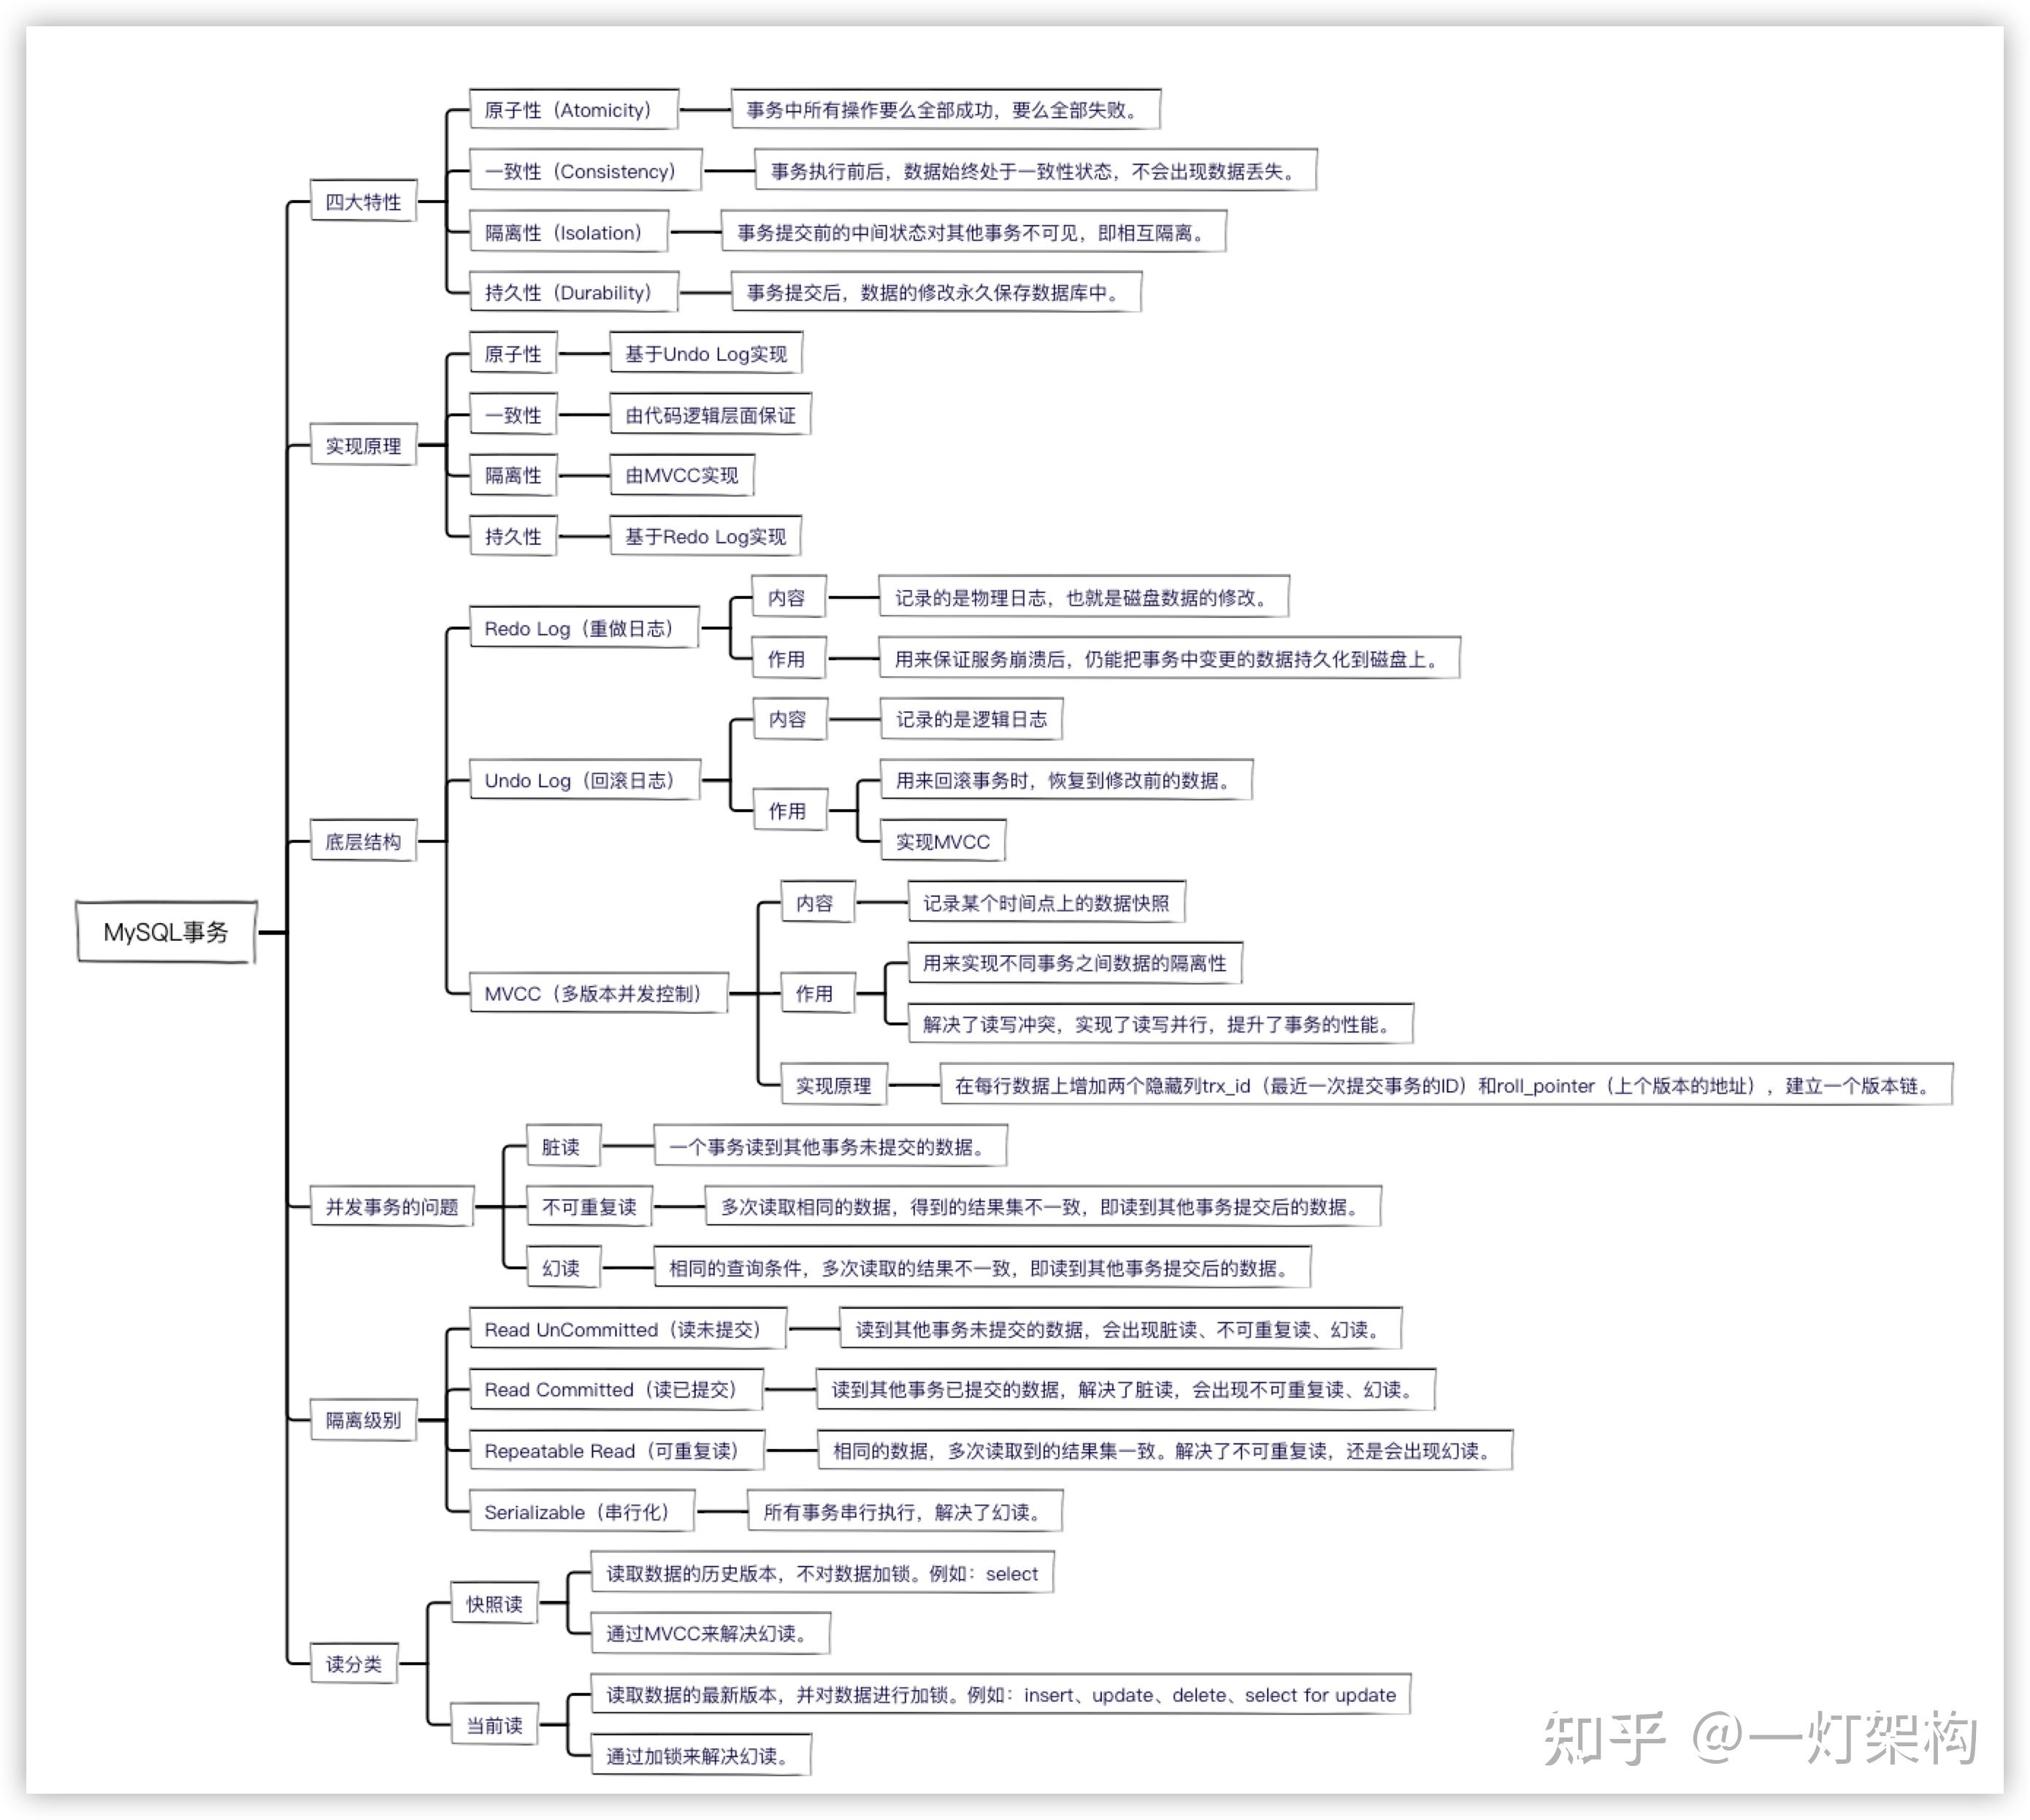 原子性（Atomicity）
事务中所有操作要么全部成功，要么全部失败。
一致性（Consistency）
事务执行前后，数据始终处于一致性状态，不会出现数据丢失。
四大特性
隔离性（Isolation）
事务提交前的中间状态对其他事务不可见，即相互隔离。
持久性（Durability）
事务提交后，数据的修改永久保存数据库中。
原子性
基于Undo Log实现
一致性
由代码逻辑层面保证
实现原理
隔离性
由MVCC实现
持久性
基于Redo Log实现
Redo Log（重做日志）
内容
记录的是物理日志，也就是磁盘数据的修改。
作用
用来保证服务崩溃后，仍能把事务中变更的数据持久化到磁盘上。
Undo Log（回滚日志）
内容
记录的是逻辑日志
作用
用来回滚事务时，恢复到修改前的数据。
实现MVCC
底层结构
MySQL事务
MVCC（多版本并发控制）
内容
记录某个时间点上的数据快照
作用
用来实现不同事务之间数据的隔离性
解决了读写冲突，实现了读写并行，提升了事务的性能。
实现原理
在每行数据上增加两个隐藏列trx_id（最近一次提交事务的ID）和roll_pointer（上个版本的地址），建立一个版本链。
脏读
一个事务读到其他事务未提交的数据。
并发事务的问题
不可重复读
多次读取相同的数据，得到的结果集不一致，即读到其他事务提交后的数据。
幻读
相同的查询条件，多次读取的结果不一致，即读到其他事务提交后的数据。
Read UnCommitted（读未提交）
读到其他事务未提交的数据，会出现脏读、不可重复读、幻读。
Read Committed（读已提交）
读到其他事务已提交的数据，解决了脏读，会出现不可重复读、幻读。
隔离级别
Repeatable Read（可重复读）
相同的数据，多次读取到的结果集一致。解决了不可重复读，还是会出现幻读。
Serializable（串行化）
所有事务串行执行，解决了幻读。
快照读
读取数据的历史版本，不对数据加锁。例如：select
通过MVCC来解决幻读。
读分类
当前读
读取数据的最新版本，并对数据进行加锁。例如：insert、update、delete、select for update
通过加锁来解决幻读。
知乎 @一灯架构